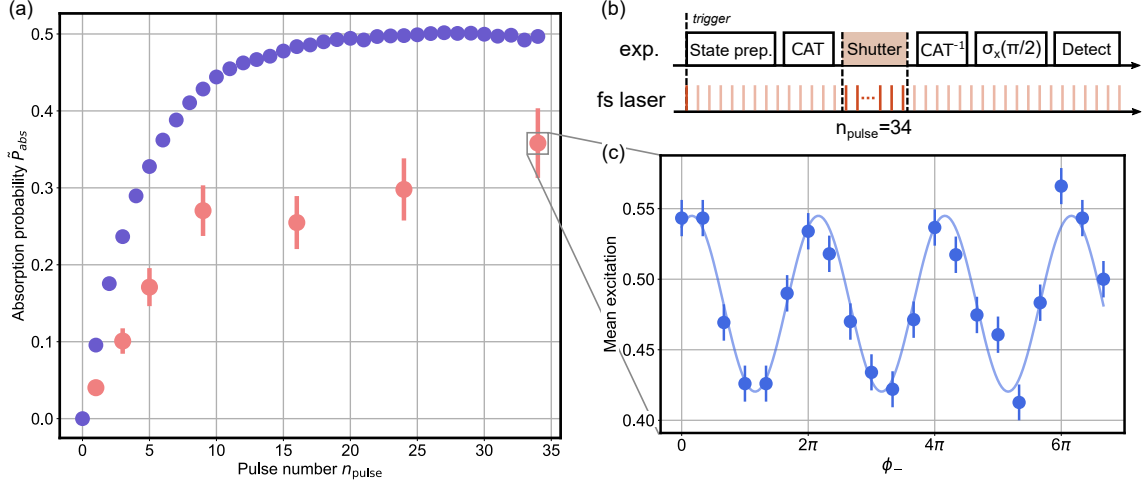 (a)
Absorption probability P̃abs
0.5
0.4
0.3
0.2
0.1
0.0
0 5 10 15 20 25 30 35
Pulse number npulse
(b)
trigger
exp. State prep. CAT Shutter CAT⁻¹ σx(π/2) Detect
fs laser
npulse=34
(c)
Mean excitation
0.55
0.50
0.45
0.40
0 2π 4π 6π
ϕ₋